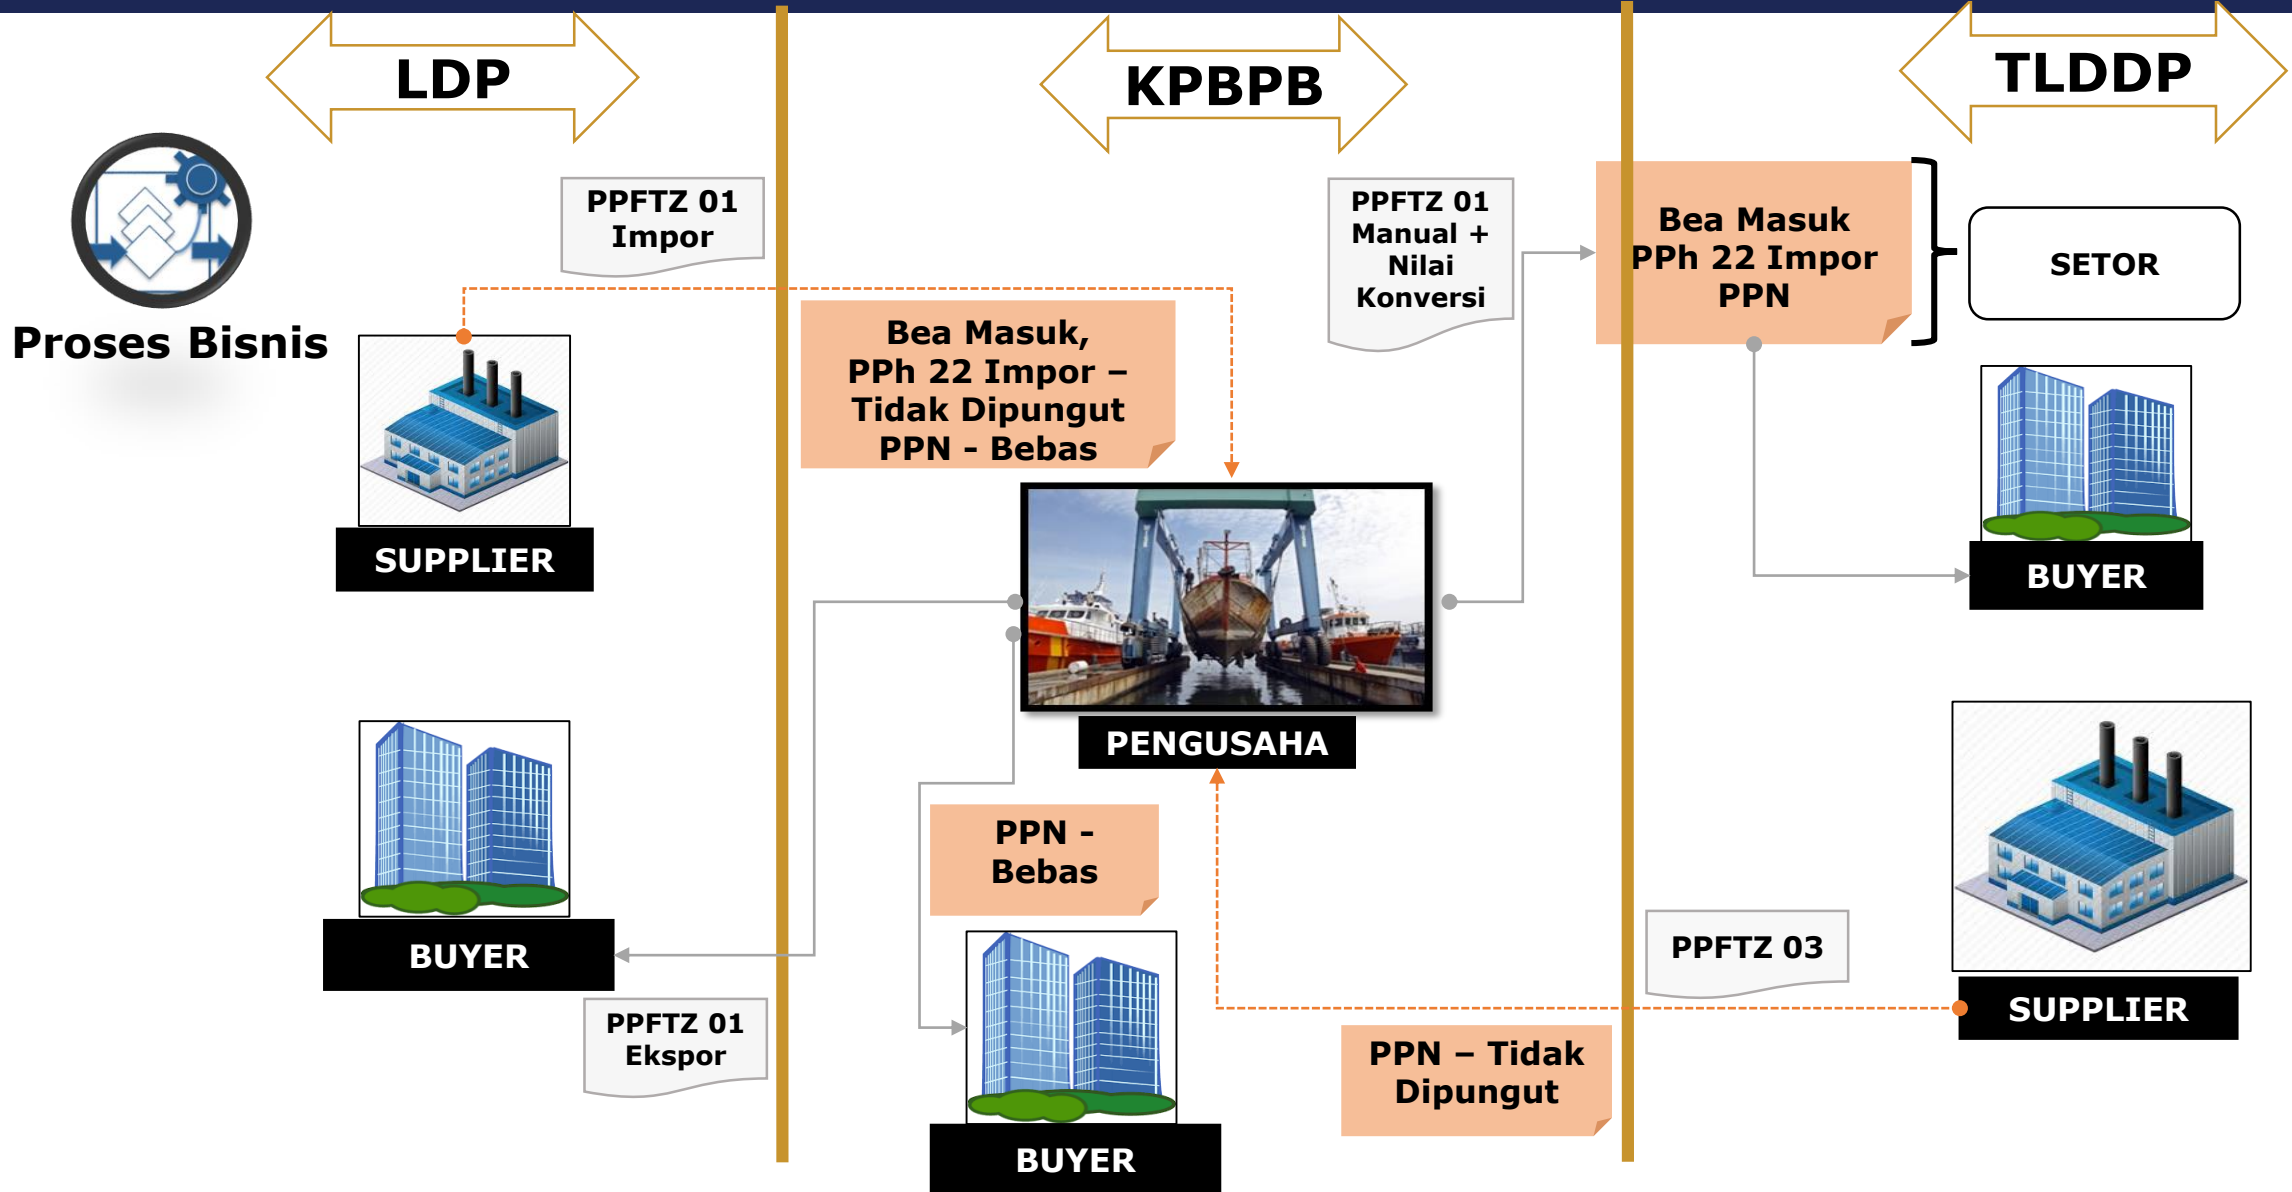 LDP
KPBPB
TLDDP
Proses Bisnis
PPFTZ 01
Impor
SUPPLIER
Bea Masuk,
PPh 22 Impor –
Tidak Dipungut
PPN - Bebas
PPFTZ 01
Manual +
Nilai
Konversi
Bea Masuk
PPh 22 Impor
PPN
SETOR
BUYER
PENGUSAHA
BUYER
PPFTZ 01
Ekspor
PPN -
Bebas
BUYER
PPFTZ 03
SUPPLIER
PPN – Tidak
Dipungut